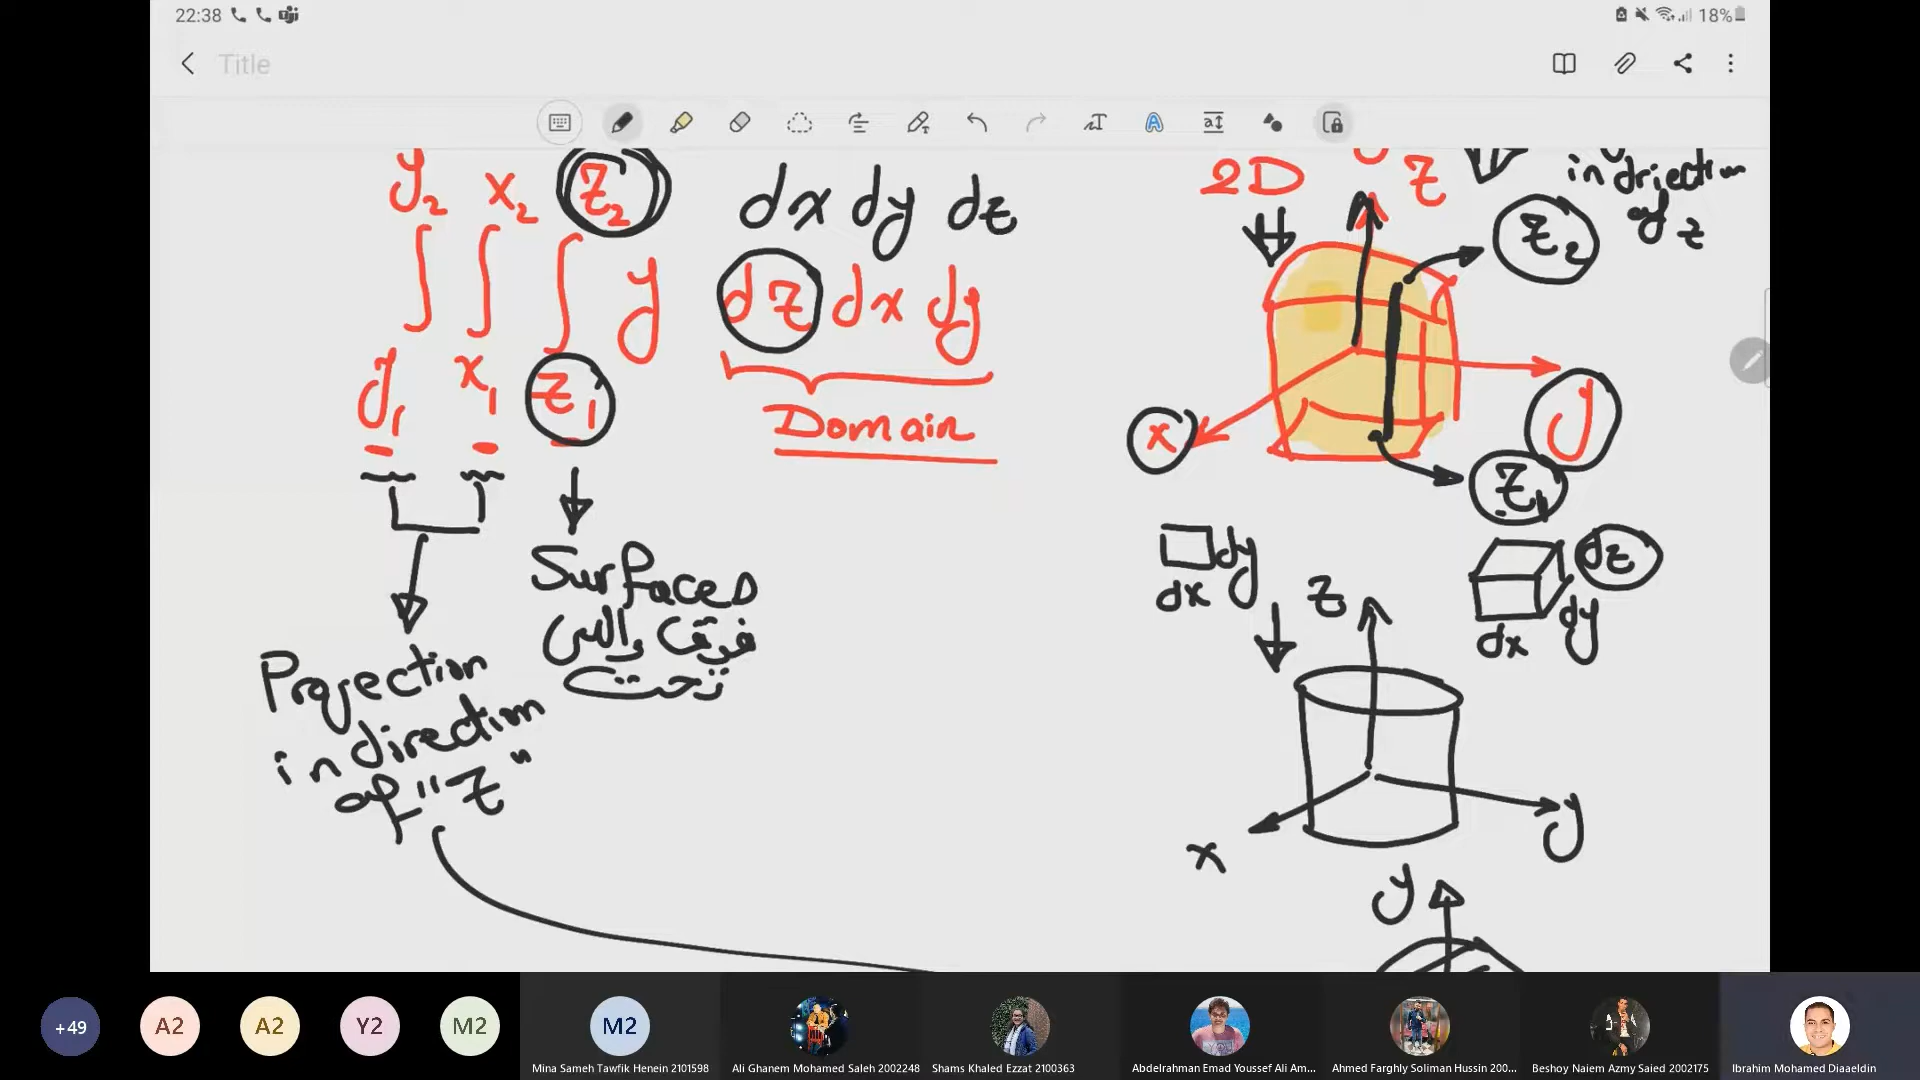 22:38
18%
Title
y₂ x₂ z₂ dx dy dz
∫ ∫ ∫ y dz dx dy
y₁ x₁ z₁
Domain
Surfaces
فوق واللى
تحت
Projection
in direction
of "z"
2D
z
in driection
of z
z₂
x
y
z₁
dy
dx
dz
dy
dx
z
x
y
y
+49
A2
A2
Y2
M2
M2
Mina Sameh Tawfik Henein 2101598
Ali Ghanem Mohamed Saleh 2002248
Shams Khaled Ezzat 2100363
Abdelrahman Emad Youssef Ali Am...
Ahmed Farghly Soliman Hussin 200...
Beshoy Naiem Azmy Saied 2002175
Ibrahim Mohamed Diaaeldin